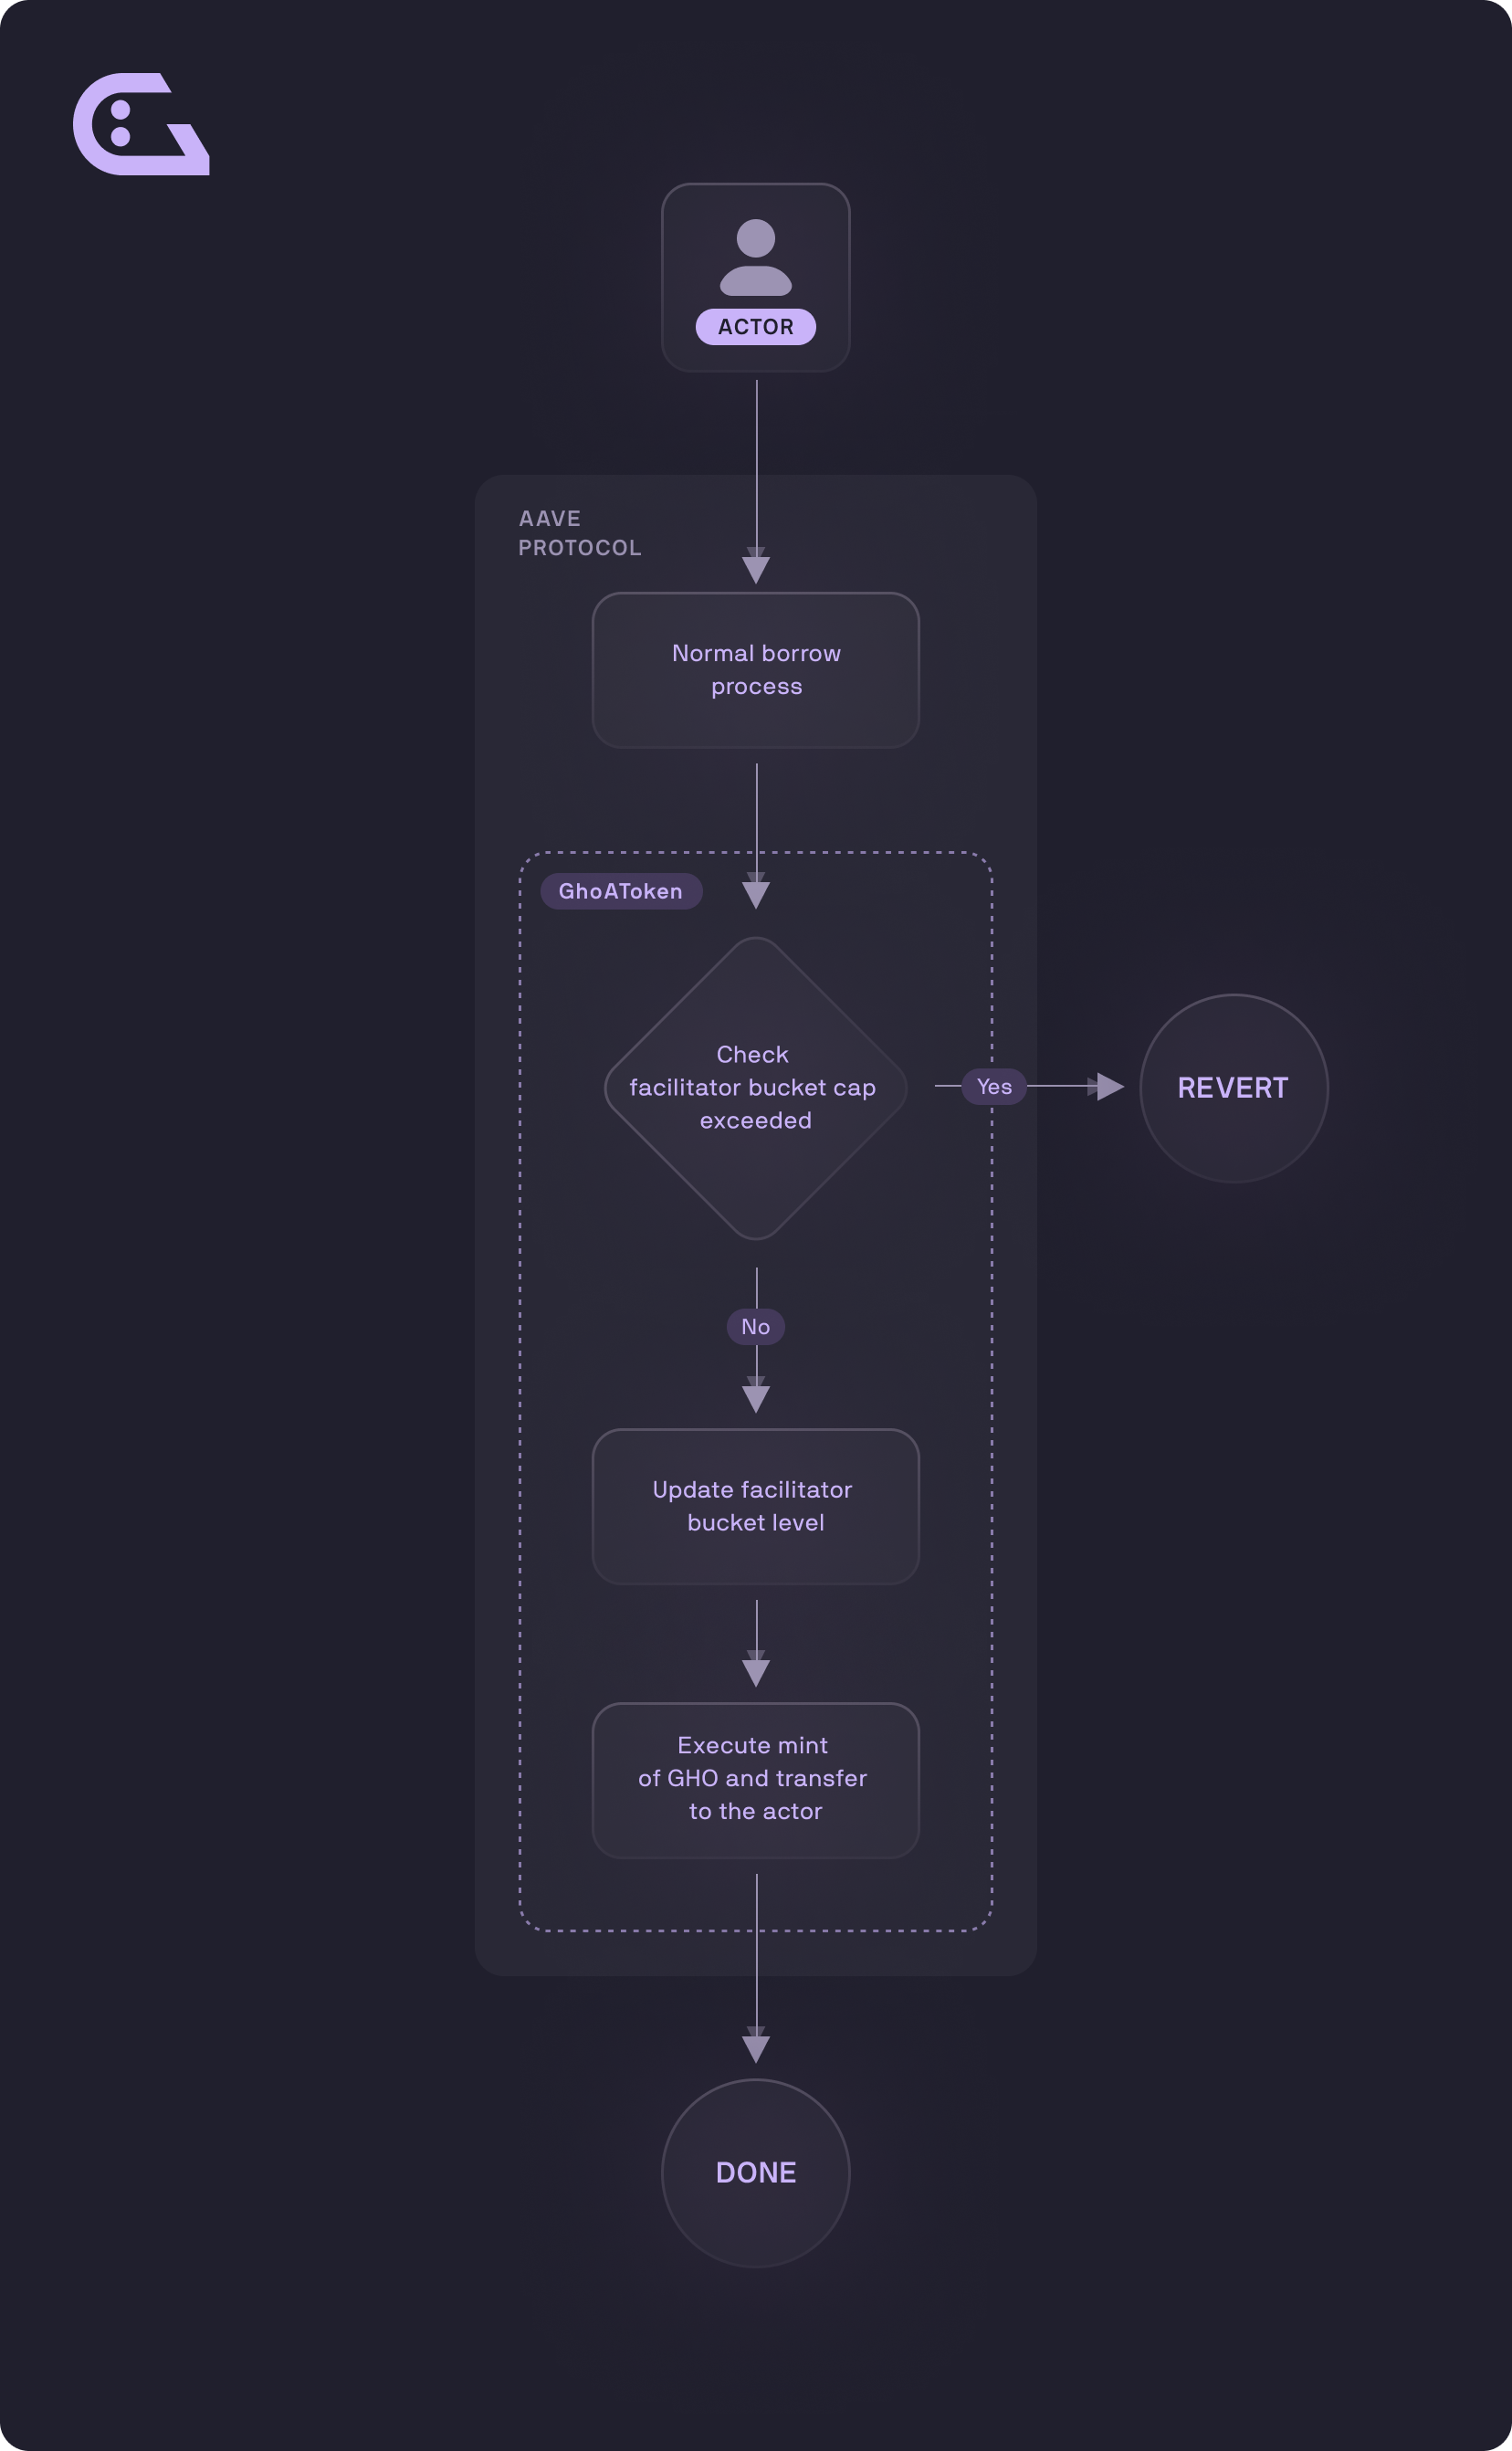 ACTOR
AAVE
PROTOCOL
Normal borrow
process
GhoAToken
Check
facilitator bucket cap
exceeded
Yes
REVERT
No
Update facilitator
bucket level
Execute mint
of GHO and transfer
to the actor
DONE